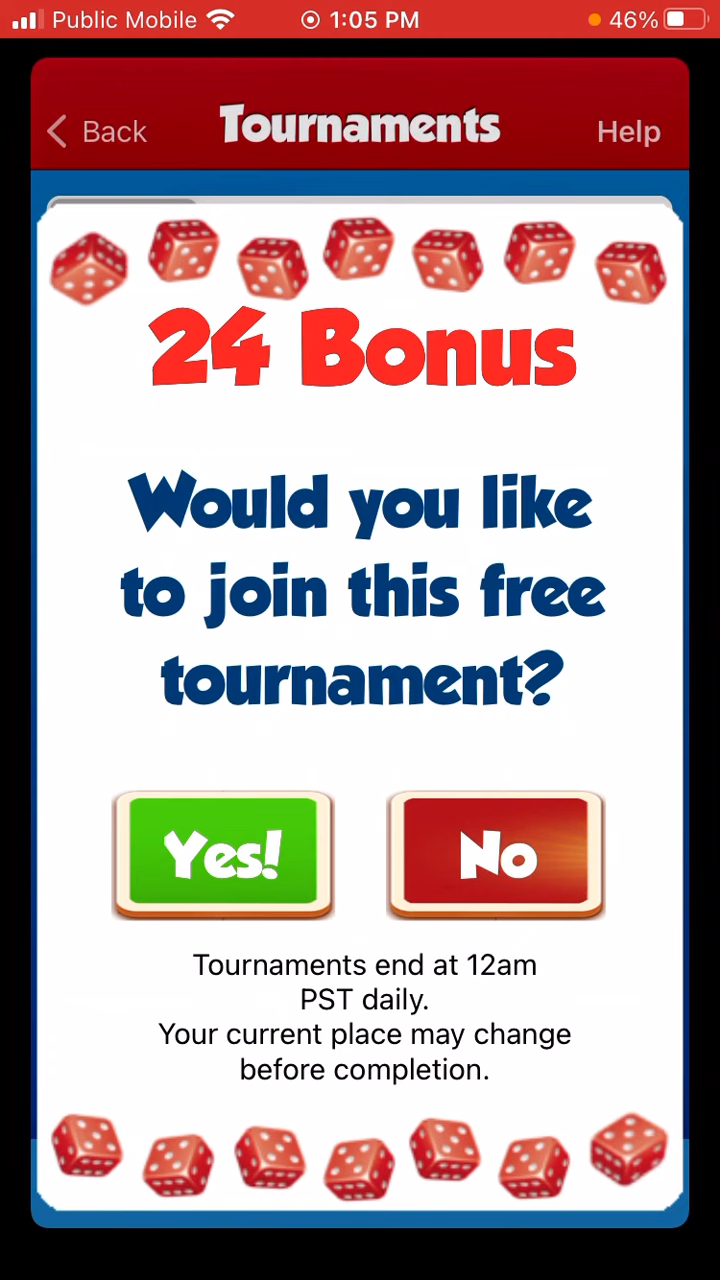 Public Mobile 1:05 PM 46%
Back Tournaments Help
24 Bonus
Would you like
to join this free
tournament?
Yes! No
Tournaments end at 12am
PST daily.
Your current place may change
before completion.